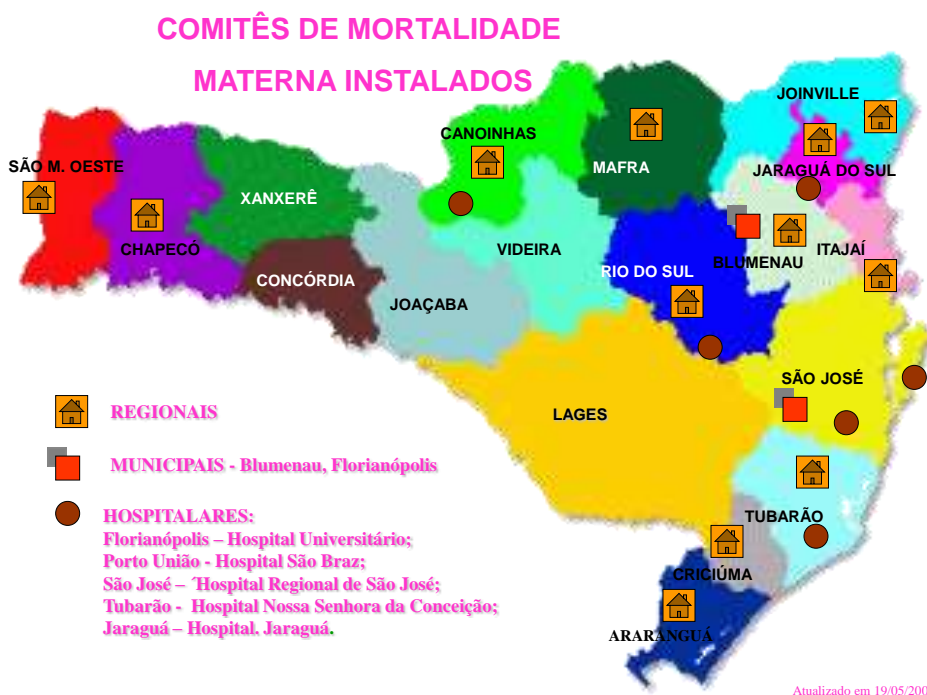 COMITÊS DE MORTALIDADE
MATERNA INSTALADOS
JOINVILLE
CANOINHAS
MAFRA
JARAGUÁ DO SUL
SÃO M. OESTE
XANXERÊ
CHAPECÓ
VIDEIRA
ITAJAÍ
BLUMENAU
RIO DO SUL
CONCÓRDIA
JOAÇABA
SÃO JOSÉ
LAGES
TUBARÃO
CRICIÚMA
ARARANGUÁ
REGIONAIS
MUNICIPAIS - Blumenau, Florianópolis
HOSPITALARES:
Florianópolis – Hospital Universitário;
Porto União - Hospital São Braz;
São José – ´Hospital Regional de São José;
Tubarão - Hospital Nossa Senhora da Conceição;
Jaraguá – Hospital. Jaraguá.
Atualizado em